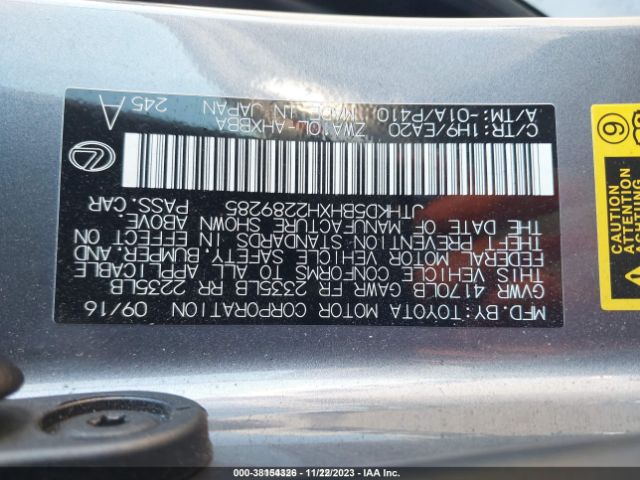 MFD. BY: TOYOTA MOTOR CORPORATION 09/16
GVWR 4170LB GAWR FR 2335LB RR 2235LB
THIS VEHICLE CONFORMS TO ALL APPLICABLE
FEDERAL MOTOR VEHICLE SAFETY, BUMPER, AND
THEFT PREVENTION STANDARDS IN EFFECT ON
THE DATE OF MANUFACTURE SHOWN ABOVE.
JTHKD5BHXH2289285 PASS. CAR
C/TR: 1H9/EA20 ZWA10L-AHXBBA 245 A
A/TM: -01A/P410 MADE IN JAPAN
6
000-38154326 - 11/22/2023 - IAA Inc.